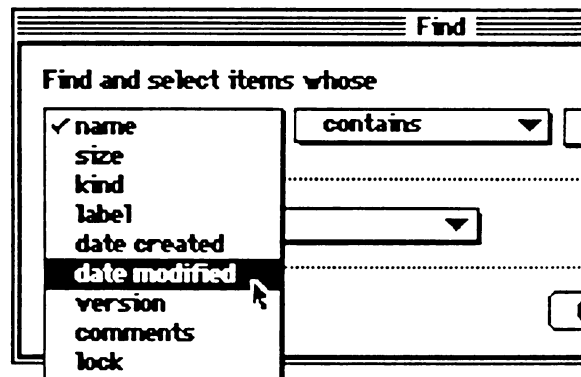 Find
Find and select items whose
✓ name
contains
size
kind
label
date created
date modified
version
comments
lock